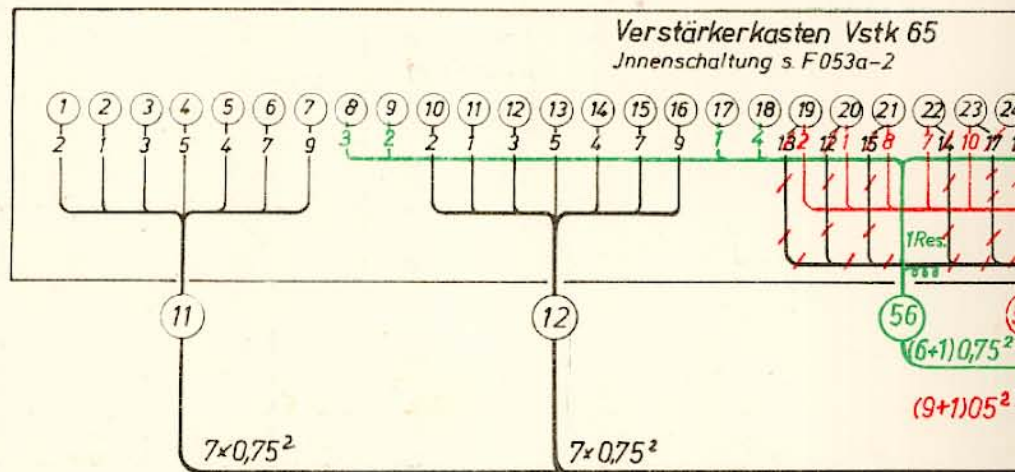 Verstärkerkasten Vstk 65
Jnnenschaltung s. F053a-2
1 2 3 4 5 6 7 8 9 10 11 12 13 14 15 16 17 18 19 20 21 22 23 24
2 1 3 5 4 7 9 3 2 2 1 3 5 4 7 9 1 4 13 2 12 1 15 8 7 14 10 17
1Res.
11 12 56
(6+1)0,75²
(9+1)05²
7×0,75² 7×0,75²